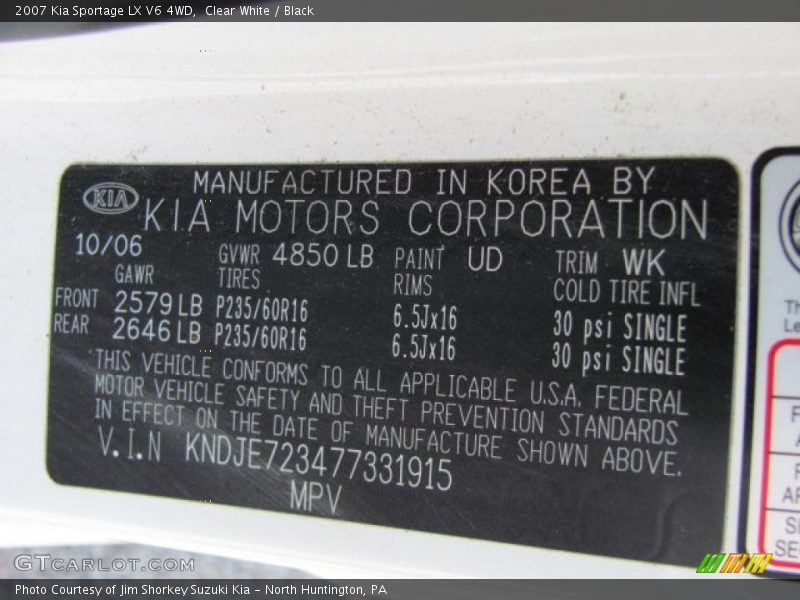 2007 Kia Sportage LX V6 4WD, Clear White / Black
MANUFACTURED IN KOREA BY
KIA
KIA MOTORS CORPORATION
10/06 GVWR 4850 LB PAINT UD TRIM WK
GAWR TIRES RIMS COLD TIRE INFL
FRONT 2579 LB P235/60R16 6.5Jx16 30 psi SINGLE
REAR 2646 LB P235/60R16 6.5Jx16 30 psi SINGLE
THIS VEHICLE CONFORMS TO ALL APPLICABLE U.S.A. FEDERAL
MOTOR VEHICLE SAFETY AND THEFT PREVENTION STANDARDS
IN EFFECT ON THE DATE OF MANUFACTURE SHOWN ABOVE.
V.I.N KNDJE723477331915
MPV
GTCARLOT.COM
Photo Courtesy of Jim Shorkey Suzuki Kia - North Huntington, PA